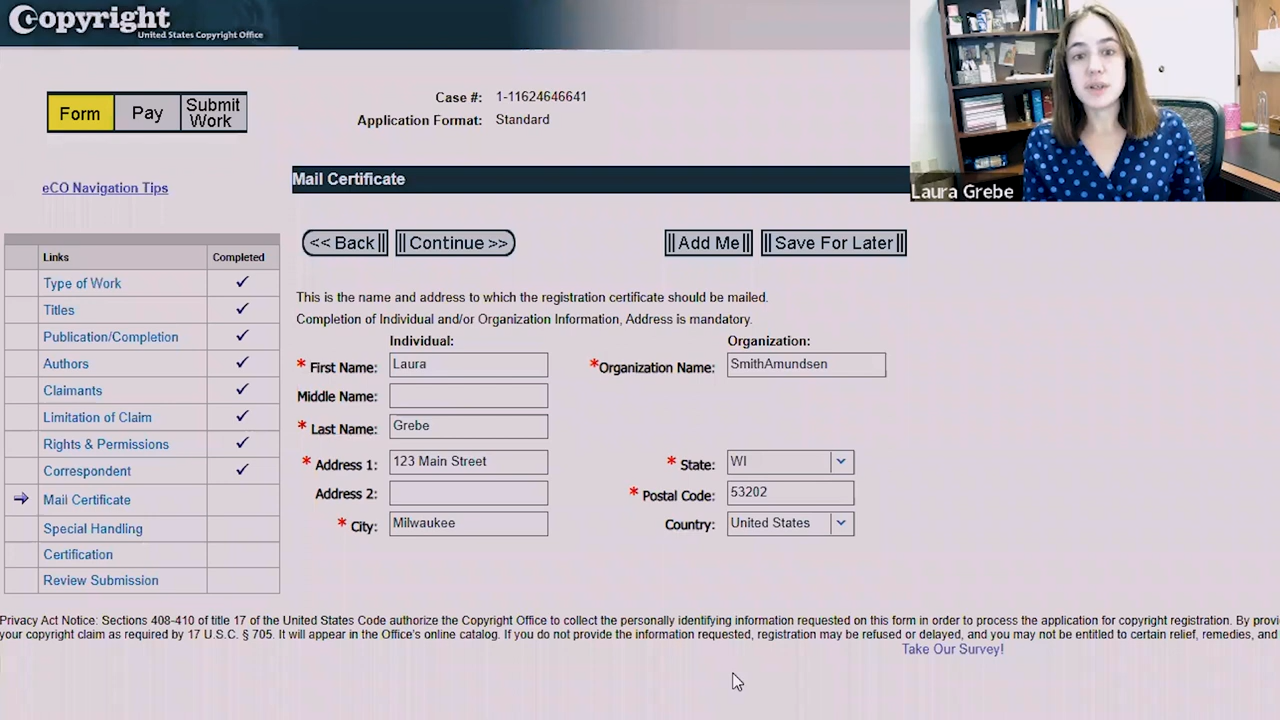 Copyright
United States Copyright Office
Form Pay Submit Work
Case #: 1-11624646641
Application Format: Standard
Laura Grebe
eCO Navigation Tips
Mail Certificate
<< Back Continue >> Add Me Save For Later
Links Completed
Type of Work
Titles
Publication/Completion
Authors
Claimants
Limitation of Claim
Rights & Permissions
Correspondent
Mail Certificate
Special Handling
Certification
Review Submission
This is the name and address to which the registration certificate should be mailed.
Completion of Individual and/or Organization Information, Address is mandatory.
Individual: Organization:
* First Name: Laura *Organization Name: SmithAmundsen
Middle Name:
* Last Name: Grebe
* Address 1: 123 Main Street * State: WI
Address 2: * Postal Code: 53202
* City: Milwaukee Country: United States
Privacy Act Notice: Sections 408-410 of title 17 of the United States Code authorize the Copyright Office to collect the personally identifying information requested on this form in order to process the application for copyright registration. By provi
your copyright claim as required by 17 U.S.C. § 705. It will appear in the Office's online catalog. If you do not provide the information requested, registration may be refused or delayed, and you may not be entitled to certain relief, remedies, and
Take Our Survey!